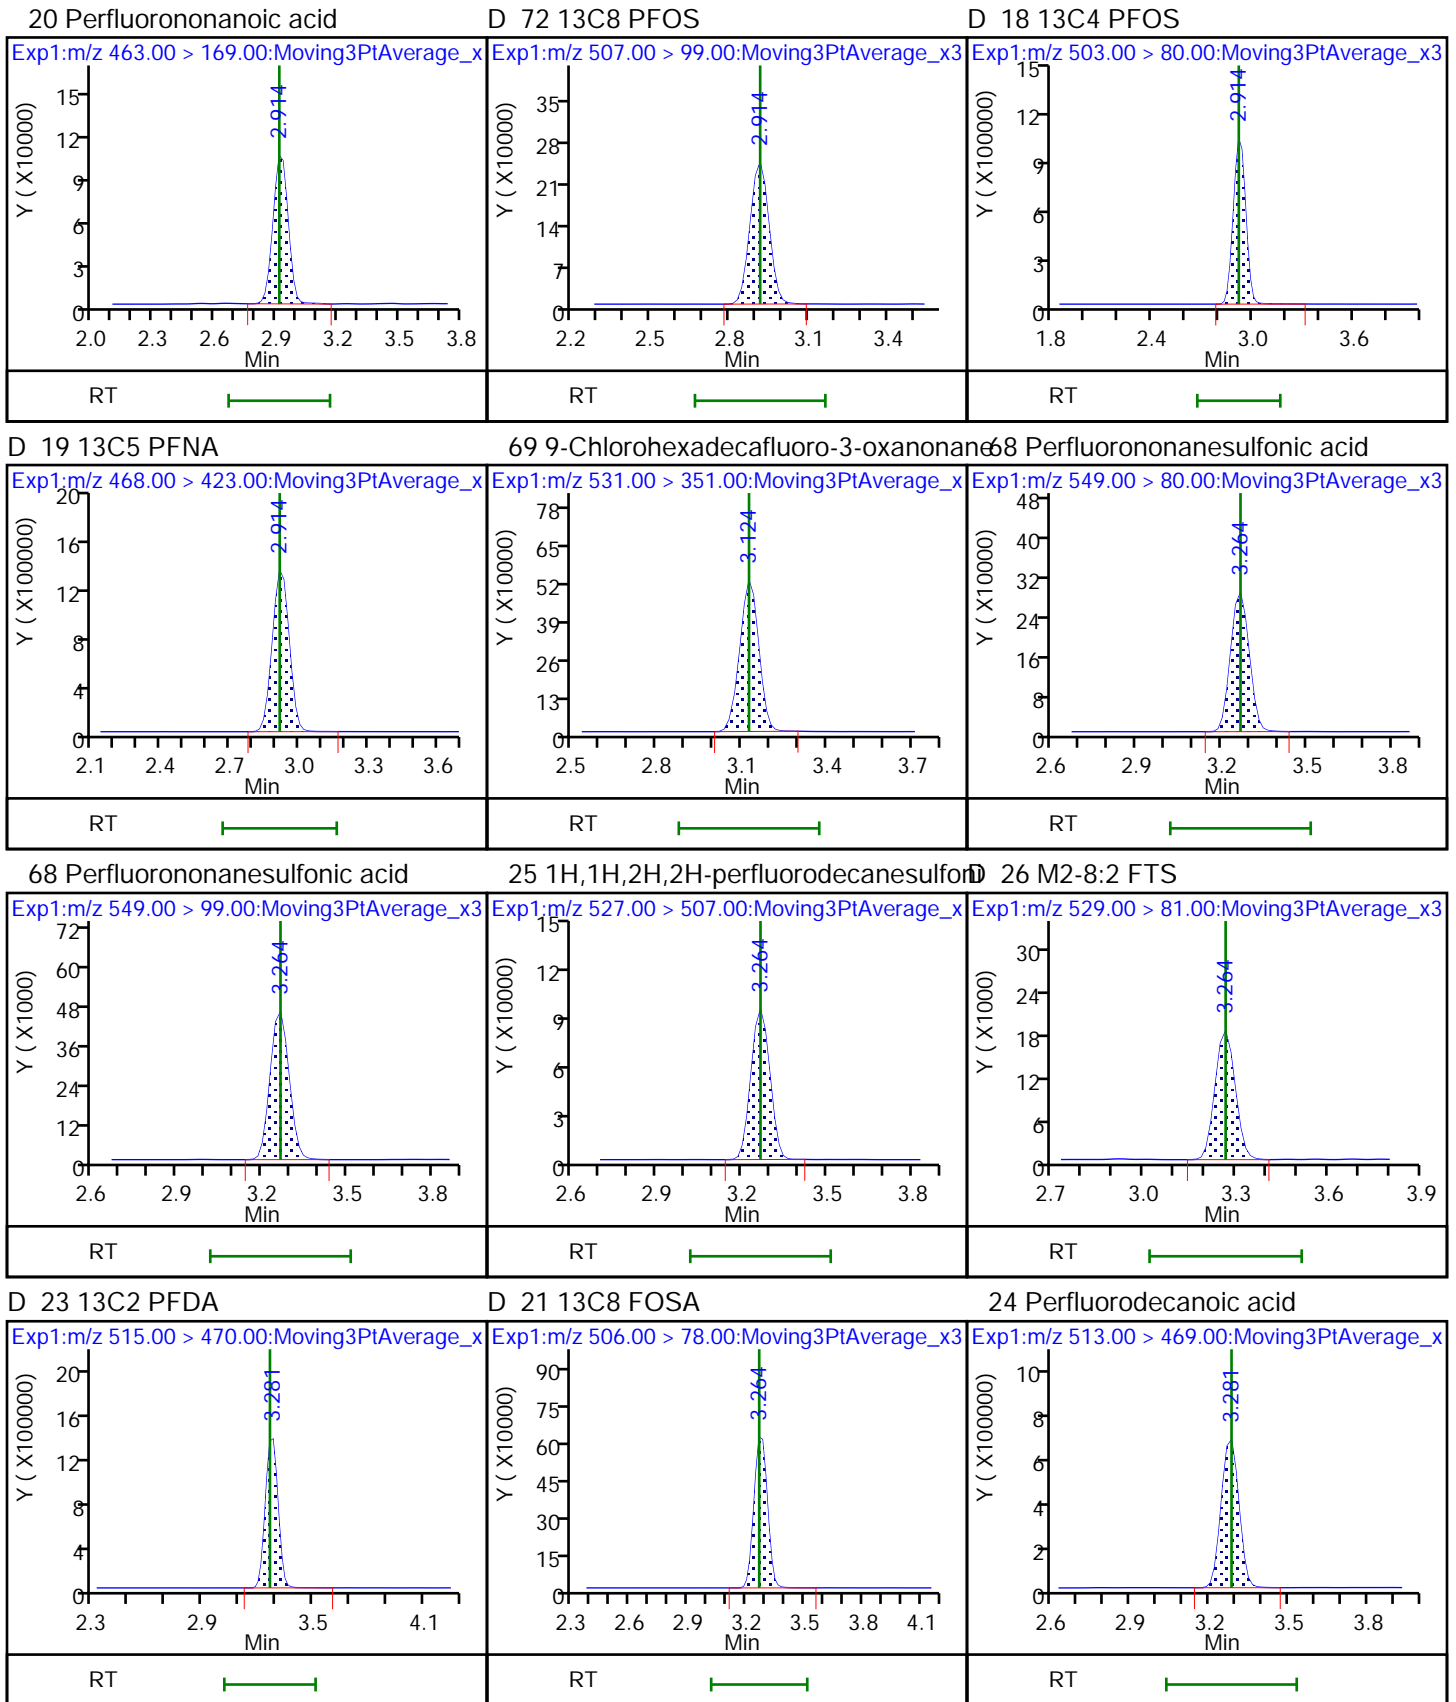 20 Perfluorononanoic acid
Exp1:m/z 463.00 > 169.00:Moving3PtAverage_x
Y ( X10000)
15
12
9
6
3
0
2.914
2.0 2.3 2.6 2.9 3.2 3.5 3.8
Min
RT
D 72 13C8 PFOS
Exp1:m/z 507.00 > 99.00:Moving3PtAverage_x3
Y ( X10000)
35
28
21
14
7
0
2.914
2.2 2.5 2.8 3.1 3.4
Min
RT
D 18 13C4 PFOS
Exp1:m/z 503.00 > 80.00:Moving3PtAverage_x3
Y ( X100000)
15
12
9
6
3
0
2.914
1.8 2.4 3.0 3.6
Min
RT
D 19 13C5 PFNA
Exp1:m/z 468.00 > 423.00:Moving3PtAverage_x
Y ( X100000)
20
16
12
8
4
0
2.914
2.1 2.4 2.7 3.0 3.3 3.6
Min
RT
69 9-Chlorohexadecafluoro-3-oxanonane
Exp1:m/z 531.00 > 351.00:Moving3PtAverage_x
Y ( X10000)
78
65
52
39
26
13
0
3.124
2.5 2.8 3.1 3.4 3.7
Min
RT
68 Perfluorononanesulfonic acid
Exp1:m/z 549.00 > 80.00:Moving3PtAverage_x3
Y ( X10000)
48
40
32
24
16
8
0
3.264
2.6 2.9 3.2 3.5 3.8
Min
RT
68 Perfluorononanesulfonic acid
Exp1:m/z 549.00 > 99.00:Moving3PtAverage_x3
Y ( X1000)
72
60
48
36
24
12
0
3.264
2.6 2.9 3.2 3.5 3.8
Min
RT
25 1H,1H,2H,2H-perfluorodecanesulfon
Exp1:m/z 527.00 > 507.00:Moving3PtAverage_x
Y ( X10000)
15
12
9
6
3
0
3.264
2.6 2.9 3.2 3.5 3.8
Min
RT
D 26 M2-8:2 FTS
Exp1:m/z 529.00 > 81.00:Moving3PtAverage_x3
Y ( X1000)
30
24
18
12
6
0
3.264
2.7 3.0 3.3 3.6 3.9
Min
RT
D 23 13C2 PFDA
Exp1:m/z 515.00 > 470.00:Moving3PtAverage_x
Y ( X100000)
20
16
12
8
4
0
3.281
2.3 2.9 3.5 4.1
Min
RT
D 21 13C8 FOSA
Exp1:m/z 506.00 > 78.00:Moving3PtAverage_x3
Y ( X100000)
90
75
60
45
30
15
0
3.264
2.3 2.6 2.9 3.2 3.5 3.8 4.1
Min
RT
24 Perfluorodecanoic acid
Exp1:m/z 513.00 > 469.00:Moving3PtAverage_x
Y ( X100000)
10
8
6
4
2
0
3.281
2.6 2.9 3.2 3.5 3.8
Min
RT